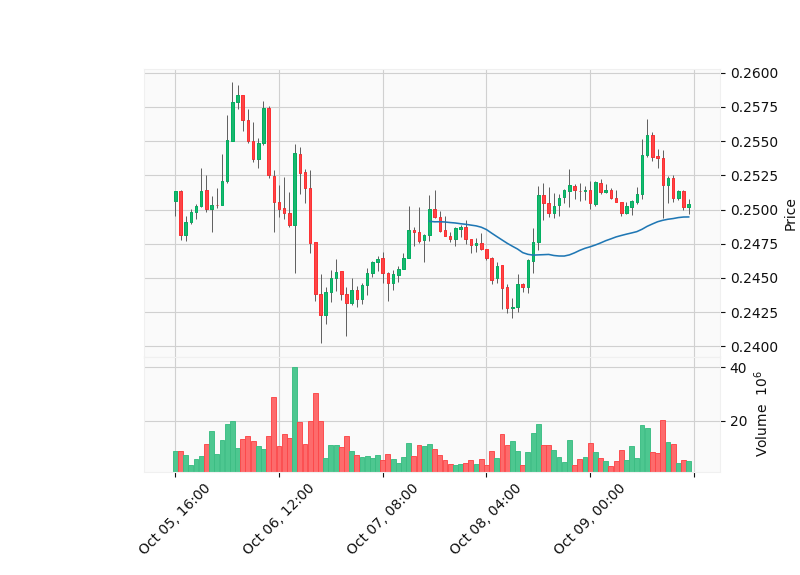 0.2600
0.2575
0.2550
0.2525
0.2500
0.2475
0.2450
0.2425
0.2400
Price
40
20
Volume 10^6
Oct 05, 16:00
Oct 06, 12:00
Oct 07, 08:00
Oct 08, 04:00
Oct 09, 00:00